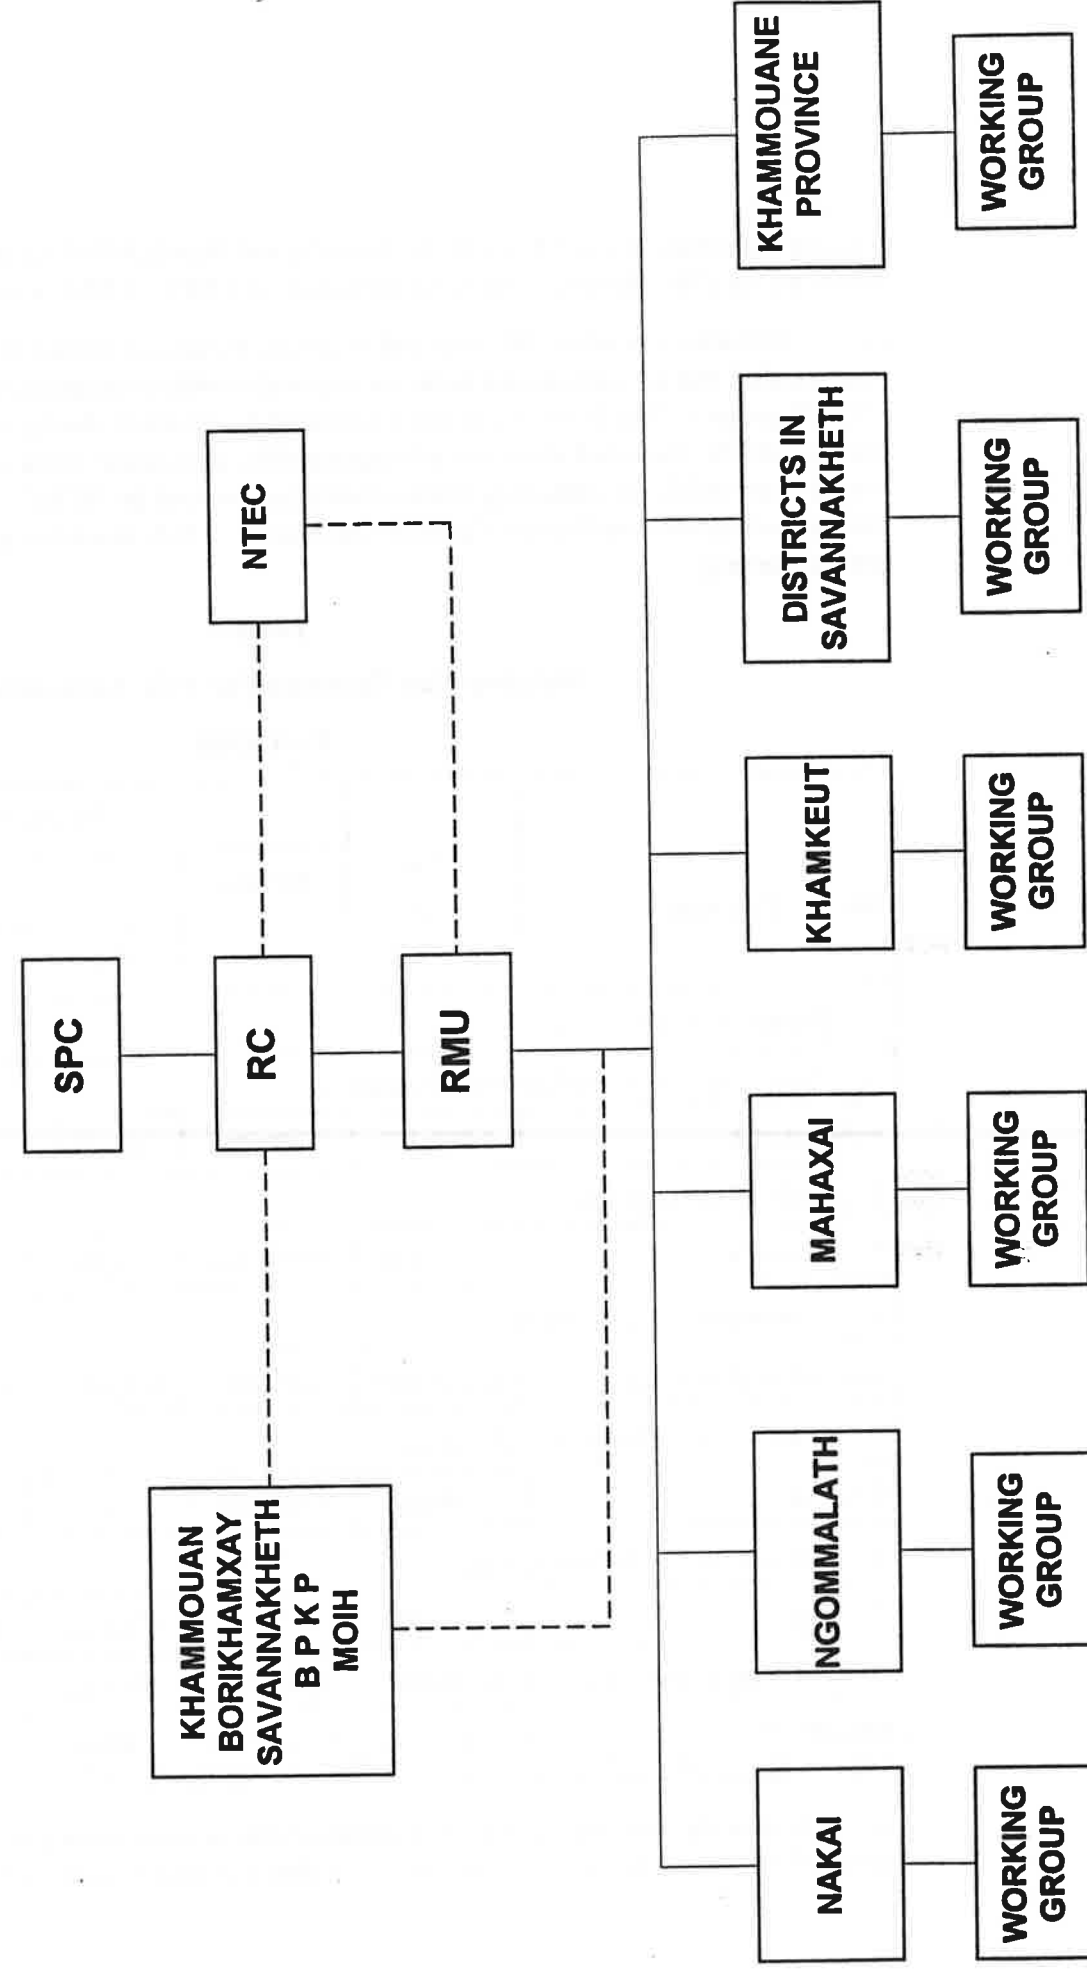 SPC
KHAMMOUAN
BORIKHAMXAY
SAVANNAKHETH
B P K P
MOIH
RC
NTEC
RMU
NAKAI
NGOMMALATH
MAHAXAI
KHAMKEUT
DISTRICTS IN
SAVANNAKHETH
KHAMMOUANE
PROVINCE
WORKING
GROUP
WORKING
GROUP
WORKING
GROUP
WORKING
GROUP
WORKING
GROUP
WORKING
GROUP